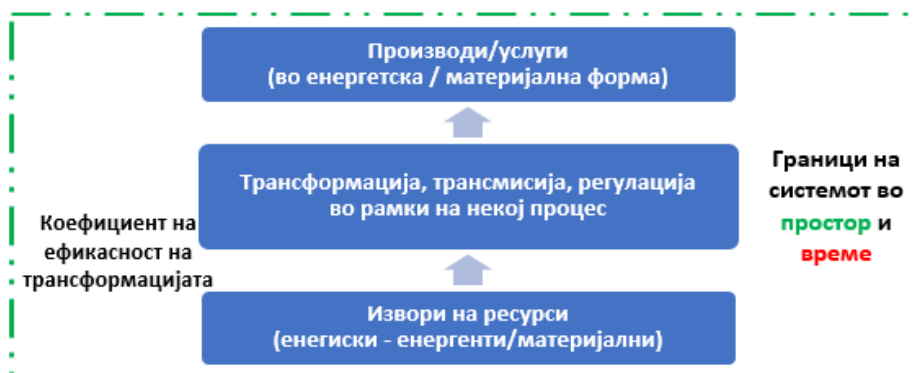 Производи/услуги
(во енергетска / материјална форма)
Трансформација, трансмисија, регулација
во рамки на некој процес
Граници на
системот во
простор и
време
Коефициент на
ефикасност на
трансформацијата
Извори на ресурси
(енегиски - енергенти/материјални)